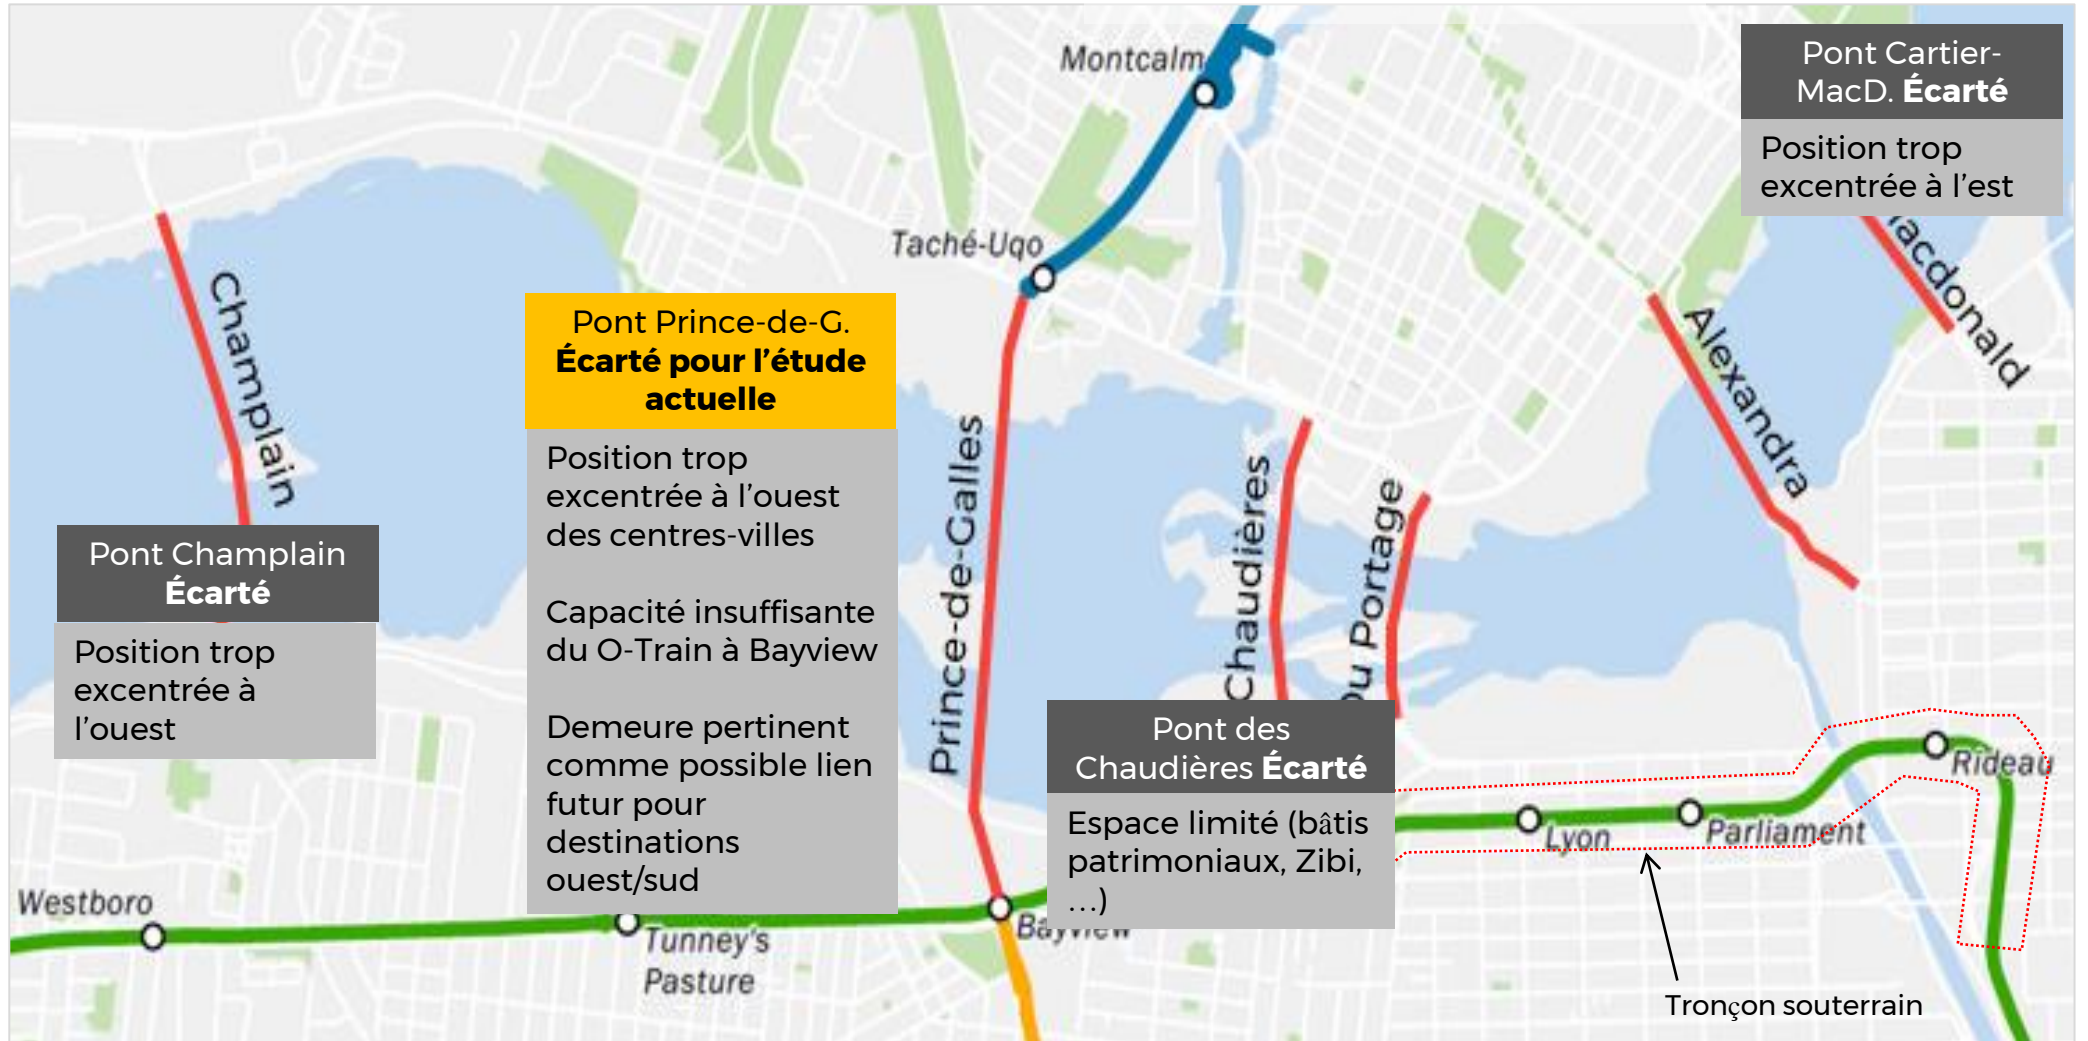 Montcalm
Pont Cartier-
MacD. Écarté
Position trop
excentrée à l'est
Taché-Uqo
Macdonald
Champlain
Alexandra
Pont Prince-de-G.
Écarté pour l'étude
actuelle
Position trop
excentrée à l'ouest
des centres-villes
Capacité insuffisante
du O-Train à Bayview
Demeure pertinent
comme possible lien
futur pour
destinations
ouest/sud
Prince-de-Galles
Chaudières
Du Portage
Pont Champlain
Écarté
Position trop
excentrée à
l'ouest
Pont des
Chaudières Écarté
Espace limité (bâtis
patrimoniaux, Zibi,
…)
Rideau
Lyon
Parliament
Westboro
Tunney's
Pasture
Bayview
Tronçon souterrain